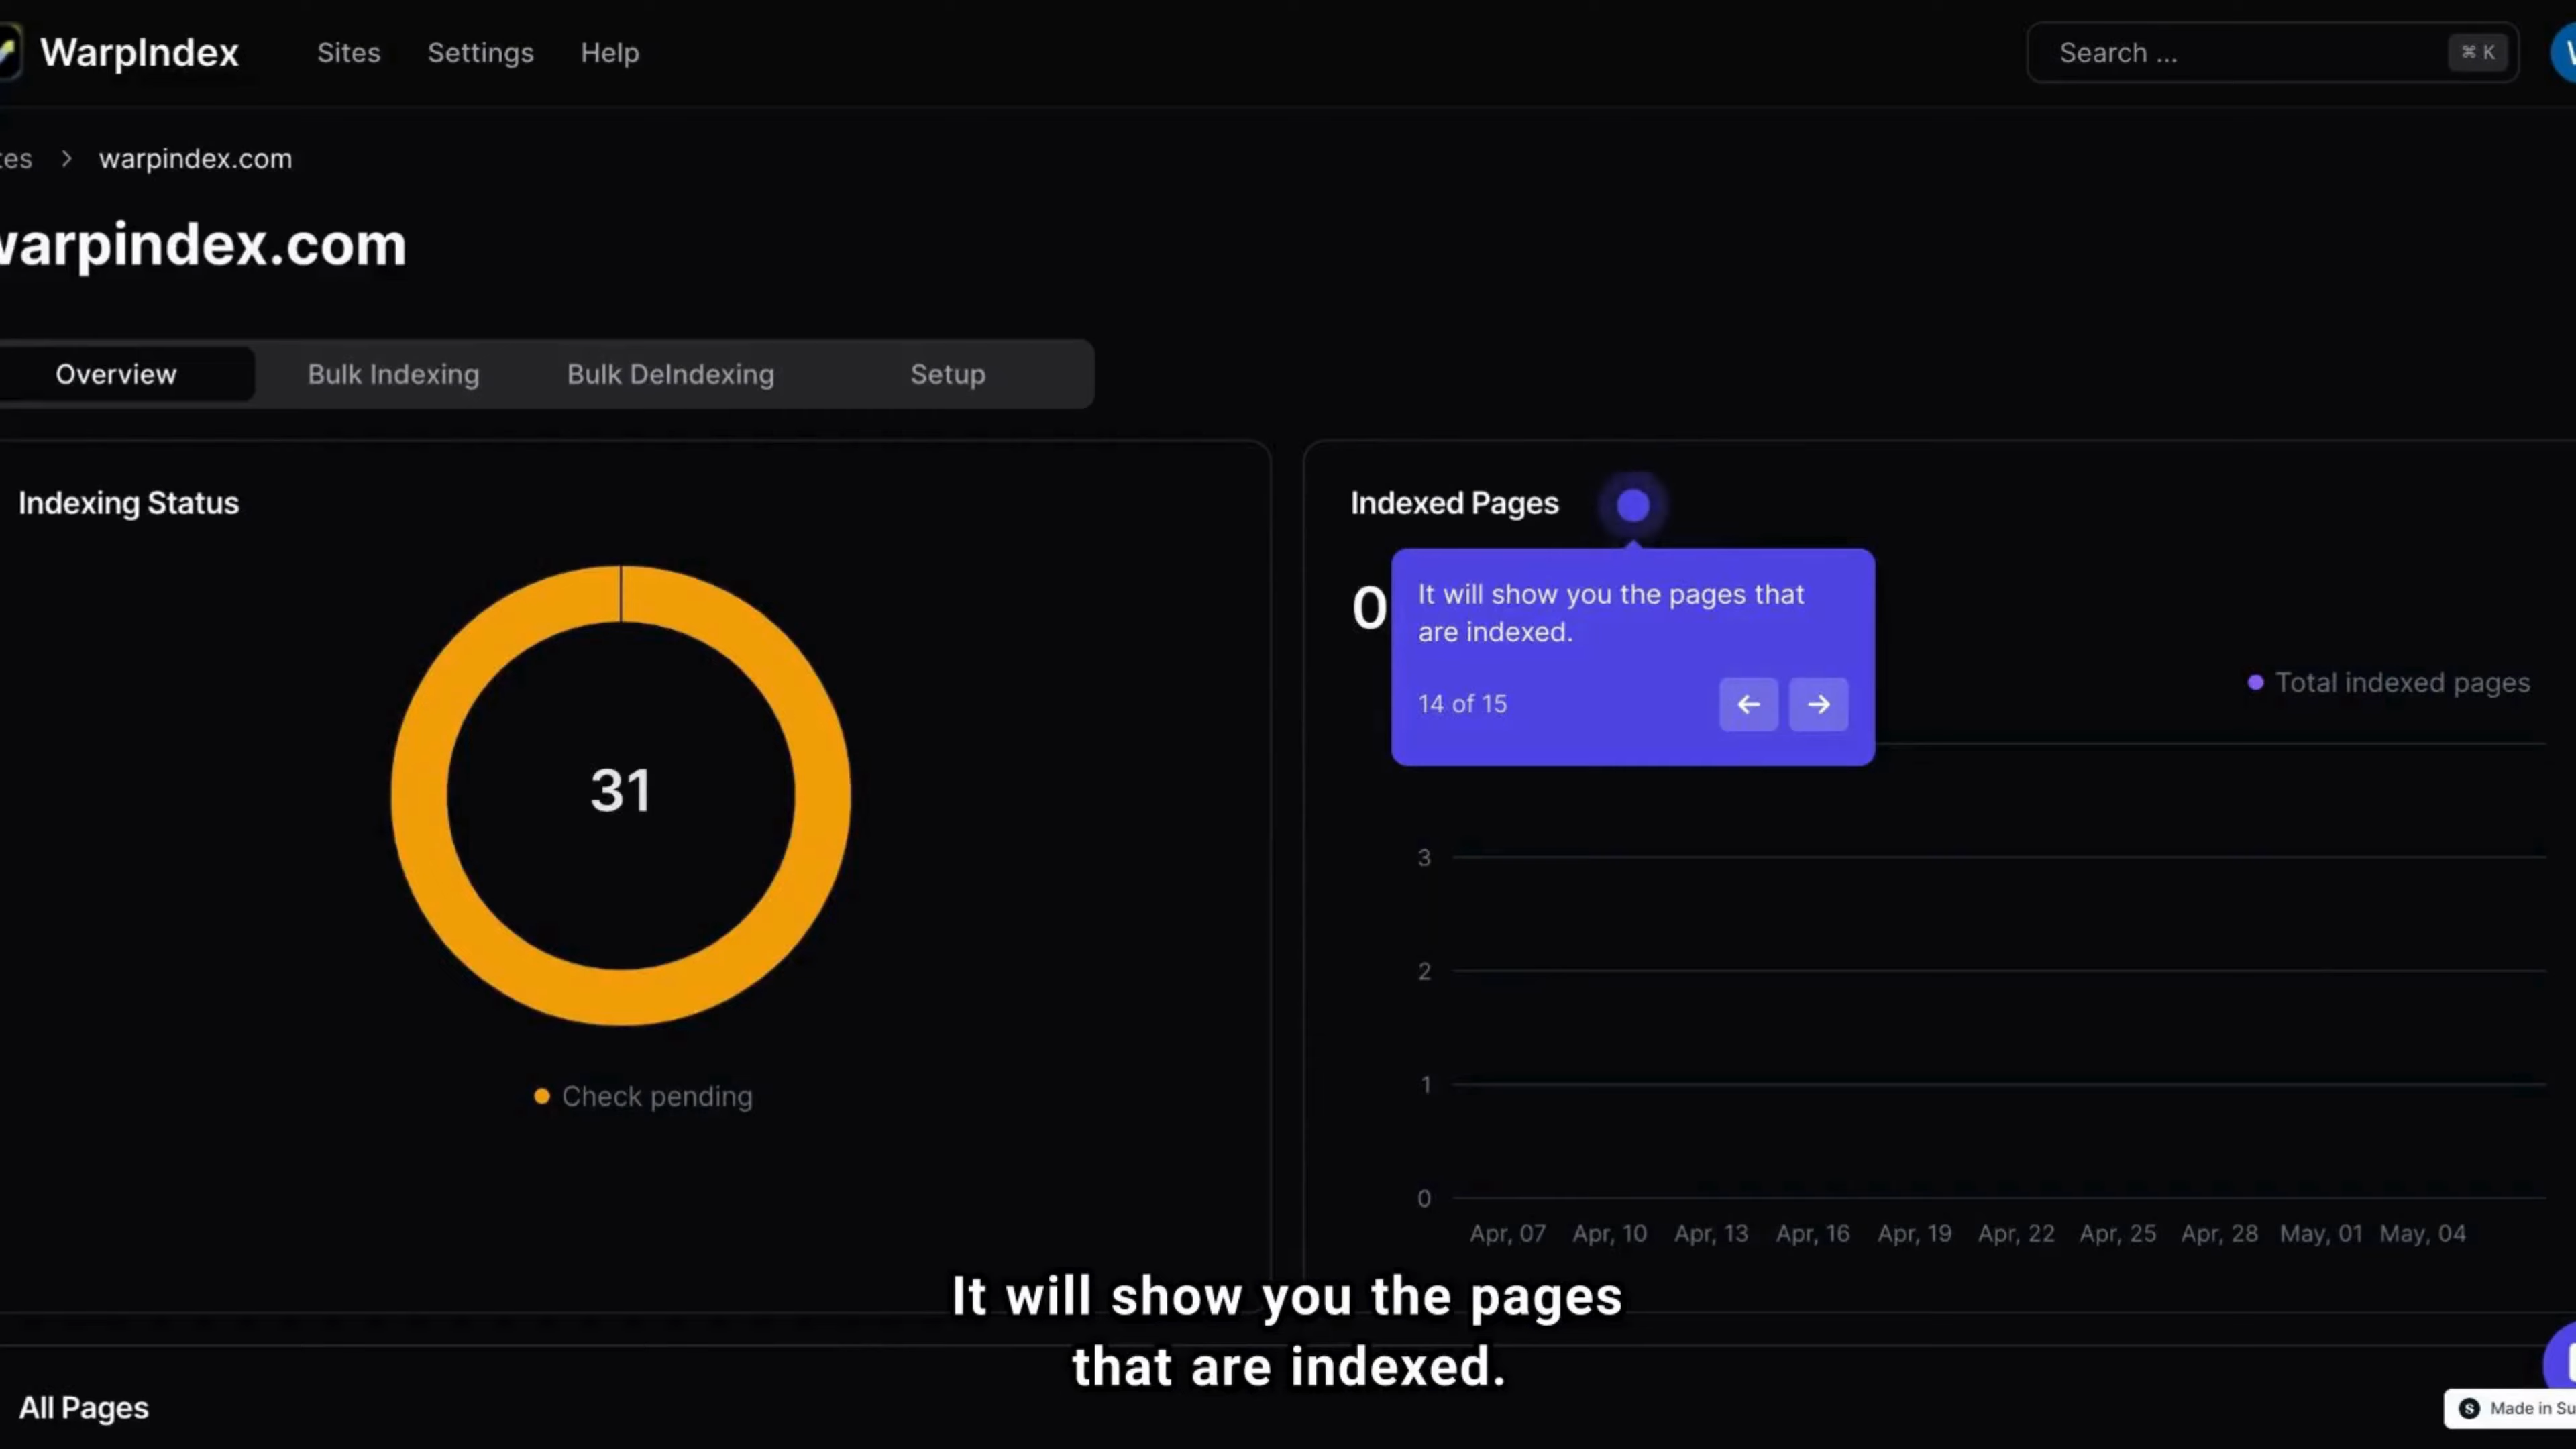 WarpIndex Sites Settings Help Search ... ⌘ K
warpindex.com
warpindex.com
Overview Bulk Indexing Bulk DeIndexing Setup
Indexing Status
31
Check pending
Indexed Pages
0
It will show you the pages that
are indexed.
14 of 15
Total indexed pages
3
2
1
0
Apr, 07 Apr, 10 Apr, 13 Apr, 16 Apr, 19 Apr, 22 Apr, 25 Apr, 28 May, 01 May, 04
It will show you the pages
that are indexed.
All Pages
Made in